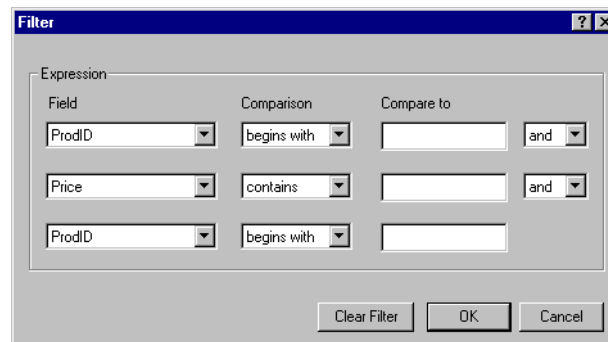 Filter
Expression
Field Comparison Compare to
ProdID begins with and
Price contains and
ProdID begins with
Clear Filter OK Cancel